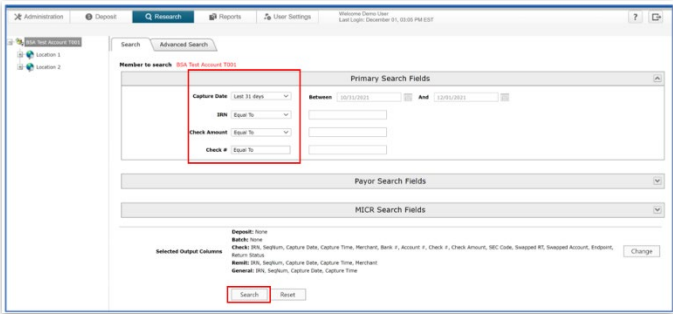 Administration Deposit Research Reports User Settings Welcome Demo User
Last Login: December 01, 03:05 PM EST
?
BSA Test Account T001
Location 1
Location 2
Search Advanced Search
Member to search BSA Test Account T001
Primary Search Fields
Capture Date Last 31 days Between 10/31/2021 And 12/01/2021
IRN Equal To
Check Amount Equal To
Check # Equal To
Payor Search Fields
MICR Search Fields
Deposit: None
Batch: None
Selected Output Columns
Check: IRN, SeqNum, Capture Date, Capture Time, Merchant, Bank #, Account #, Check #, Check Amount, SEC Code, Swapped RT, Swapped Account, Endpoint,
Return Status
Remit: IRN, SeqNum, Capture Date, Capture Time, Merchant
General: IRN, SeqNum, Capture Date, Capture Time
Change
Search Reset